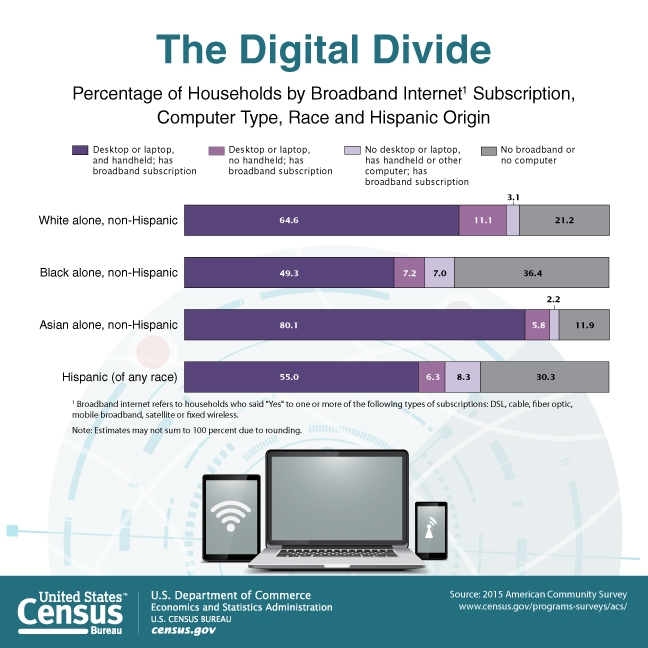 The Digital Divide
Percentage of Households by Broadband Internet¹ Subscription,
Computer Type, Race and Hispanic Origin
Desktop or laptop,
and handheld; has
broadband subscription
Desktop or laptop,
no handheld; has
broadband subscription
No desktop or laptop,
has handheld or other
computer; has
broadband subscription
No broadband or
no computer
3.1
White alone, non-Hispanic 64.6 11.1 21.2
Black alone, non-Hispanic 49.3 7.2 7.0 36.4
2.2
Asian alone, non-Hispanic 80.1 5.8 11.9
Hispanic (of any race) 55.0 6.3 8.3 30.3
¹ Broadband internet refers to households who said "Yes" to one or more of the following types of subscriptions: DSL, cable, fiber optic,
mobile broadband, satellite or fixed wireless.
Note: Estimates may not sum to 100 percent due to rounding.
United States™
Census
Bureau
U.S. Department of Commerce
Economics and Statistics Administration
U.S. CENSUS BUREAU
census.gov
Source: 2015 American Community Survey
www.census.gov/programs-surveys/acs/